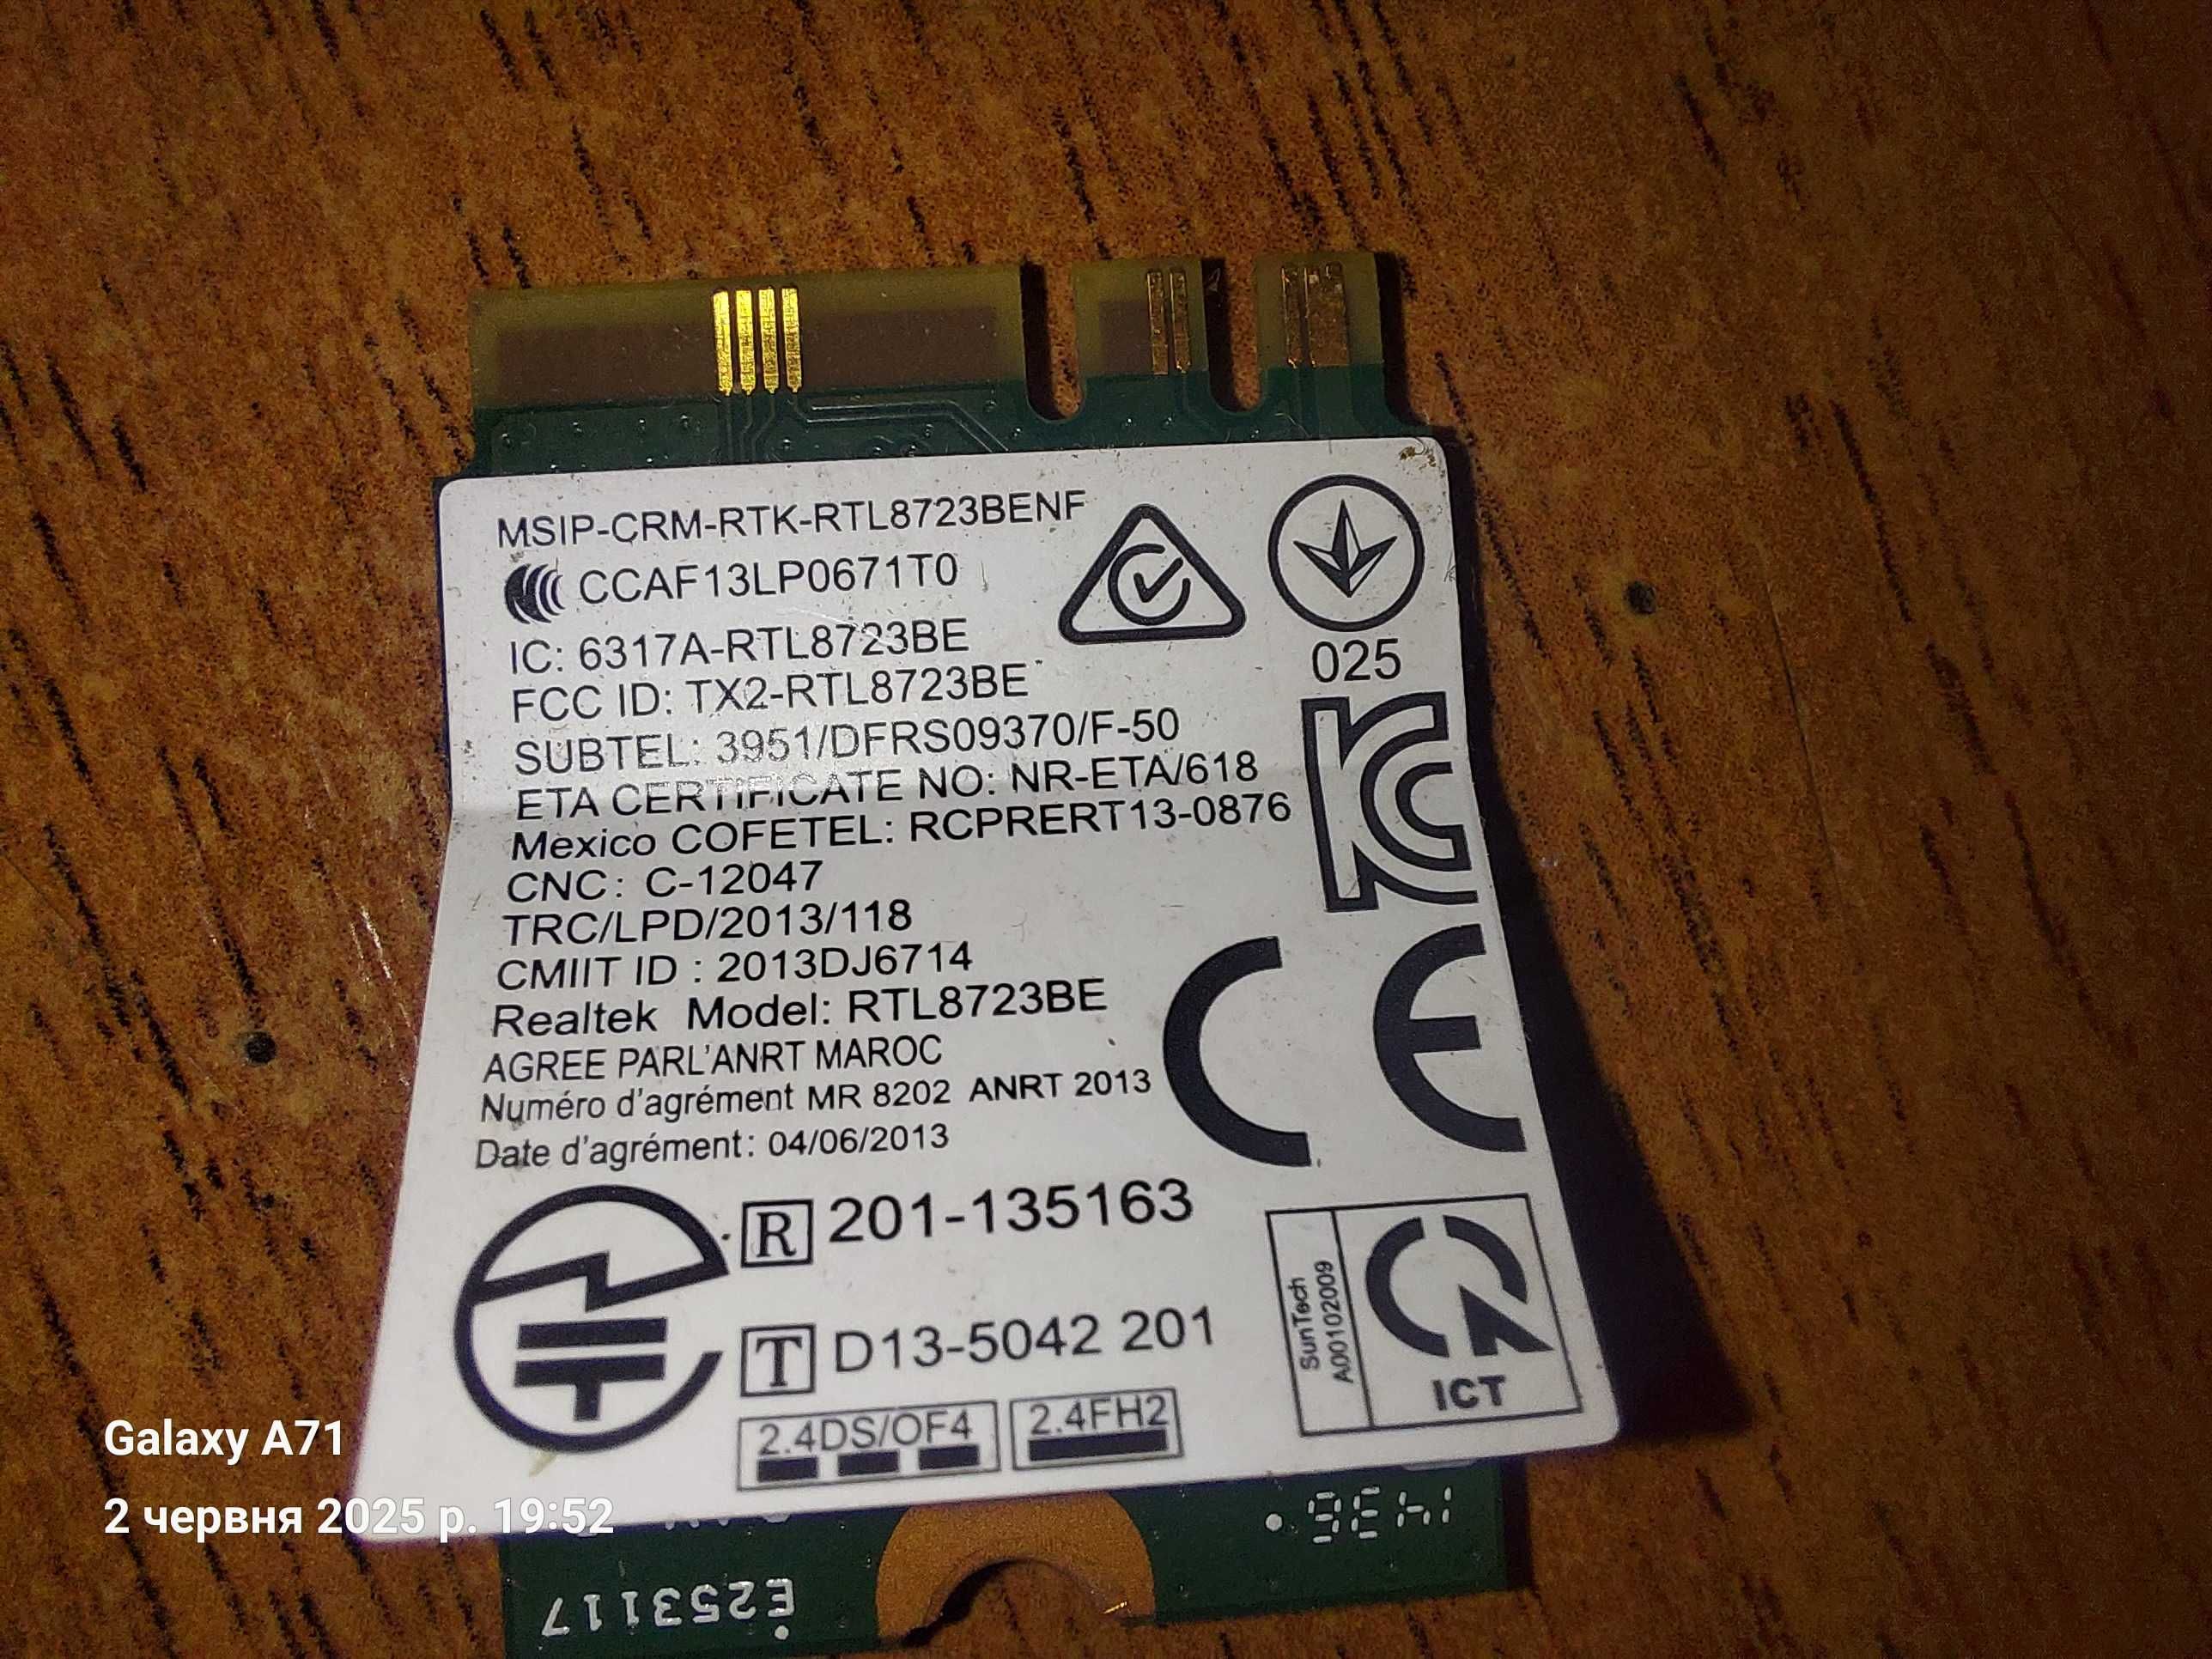 MSIP-CRM-RTK-RTL8723BENF
CCAF13LP0671T0
IC: 6317A-RTL8723BE
FCC ID: TX2-RTL8723BE
SUBTEL: 3951/DFRS09370/F-50
ETA CERTIFICATE NO: NR-ETA/618
Mexico COFETEL: RCPRERT13-0876
CNC: C-12047
TRC/LPD/2013/118
CMIIT ID : 2013DJ6714
Realtek Model: RTL8723BE
AGREE PARL'ANRT MAROC
Numéro d'agrément MR 8202 ANRT 2013
Date d'agrément: 04/06/2013
025
CE
R 201-135163
T D13-5042 201
2.4DS/OF4 2.4FH2
SunTech
A00102009
ICT
1436
E253117
Galaxy A71
2 червня 2025 р. 19:52